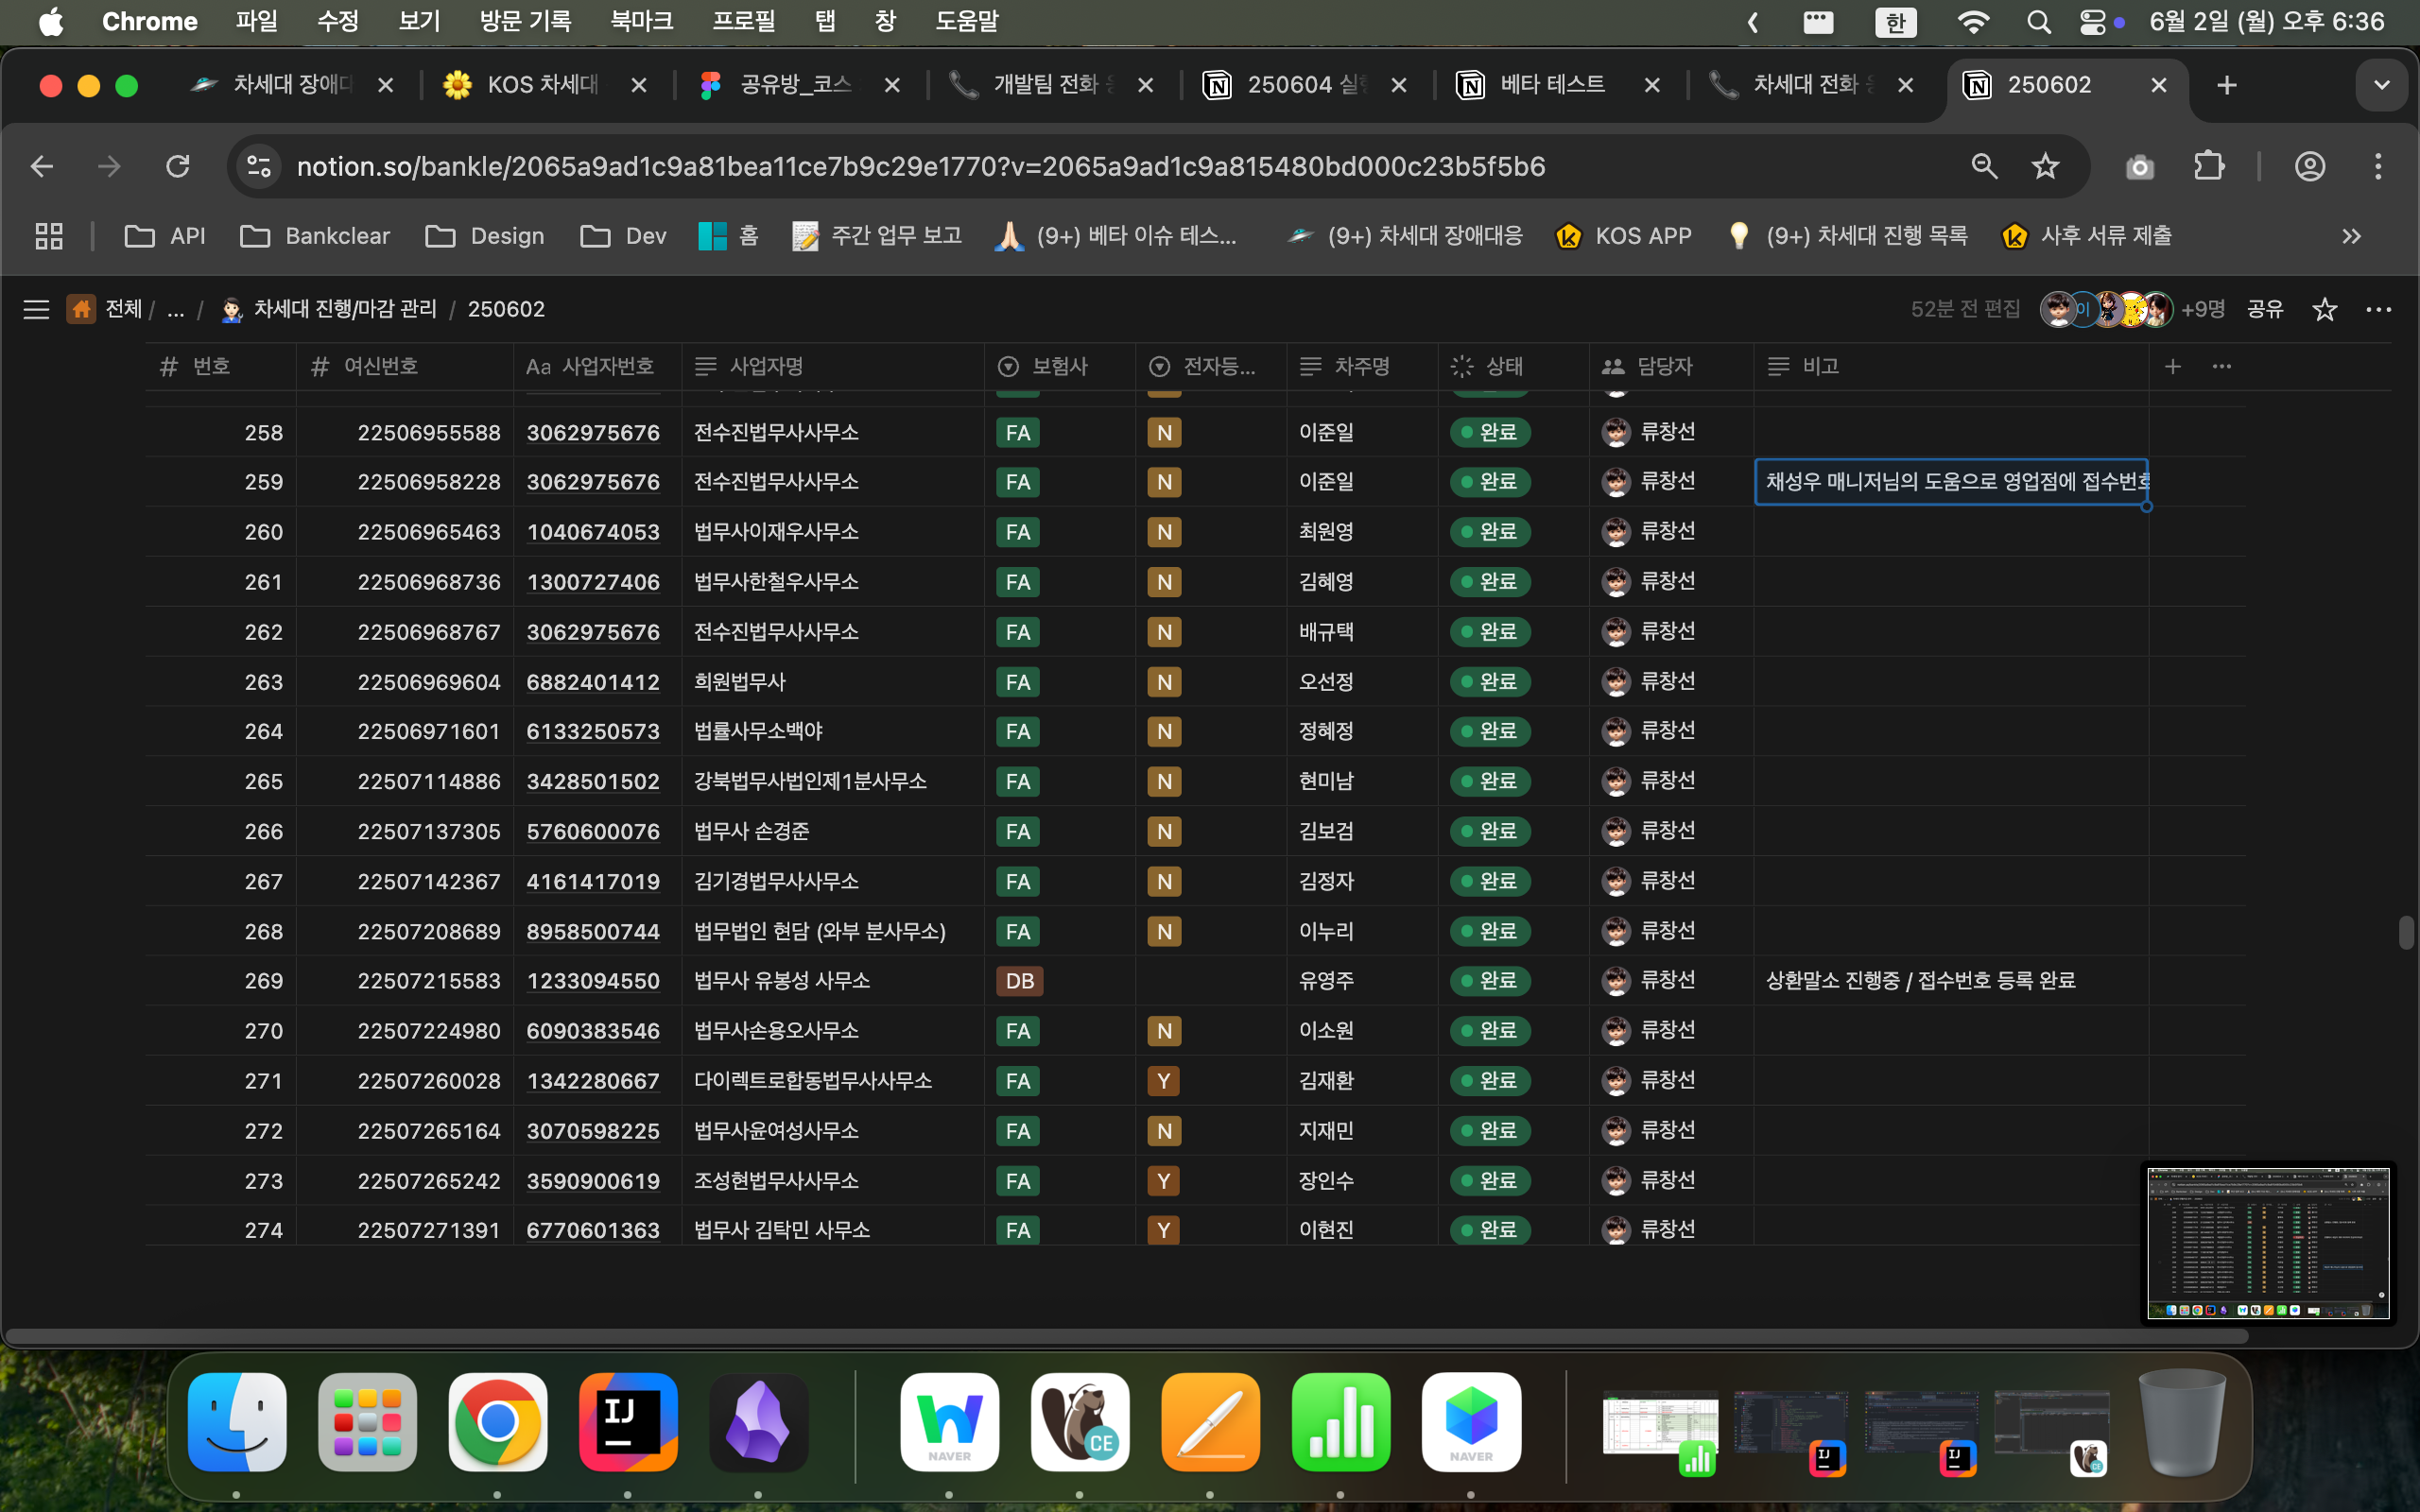 Chrome 파일 수정 보기 방문 기록 북마크 프로필 탭 창 도움말 한 6월 2일 (월) 오후 6:36
차세대 장애대 KOS 차세대 공유방_코스 개발팀 전화 250604 실 베타 테스트 차세대 전화 250602
notion.so/bankle/2065a9ad1c9a81bea11ce7b9c29e1770?v=2065a9ad1c9a815480bd000c23b5f5b6
API Bankclear Design Dev 홈 주간 업무 보고 (9+) 베타 이슈 테스... (9+) 차세대 장애대응 KOS APP (9+) 차세대 진행 목록 사후 서류 제출
전체 / ... / 차세대 진행/마감 관리 / 250602 52분 전 편집 이 +9명 공유
번호 여신번호 Aa 사업자번호 사업자명 보험사 전자등... 차주명 상태 담당자 비고
258 22506955588 3062975676 전수진법무사사무소 FA N 이준일 완료 류창선
259 22506958228 3062975676 전수진법무사사무소 FA N 이준일 완료 류창선 채성우 매니저님의 도움으로 영업점에 접수번호
260 22506965463 1040674053 법무사이재우사무소 FA N 최원영 완료 류창선
261 22506968736 1300727406 법무사한철우사무소 FA N 김혜영 완료 류창선
262 22506968767 3062975676 전수진법무사사무소 FA N 배규택 완료 류창선
263 22506969604 6882401412 희원법무사 FA N 오선정 완료 류창선
264 22506971601 6133250573 법률사무소백야 FA N 정혜정 완료 류창선
265 22507114886 3428501502 강북법무사법인제1분사무소 FA N 현미남 완료 류창선
266 22507137305 5760600076 법무사 손경준 FA N 김보검 완료 류창선
267 22507142367 4161417019 김기경법무사사무소 FA N 김정자 완료 류창선
268 22507208689 8958500744 법무법인 현담 (와부 분사무소) FA N 이누리 완료 류창선
269 22507215583 1233094550 법무사 유봉성 사무소 DB 유영주 완료 류창선 상환말소 진행중 / 접수번호 등록 완료
270 22507224980 6090383546 법무사손용오사무소 FA N 이소원 완료 류창선
271 22507260028 1342280667 다이렉트로합동법무사사무소 FA Y 김재환 완료 류창선
272 22507265164 3070598225 법무사윤여성사무소 FA N 지재민 완료 류창선
273 22507265242 3590900619 조성현법무사사무소 FA Y 장인수 완료 류창선
274 22507271391 6770601363 법무사 김탁민 사무소 FA Y 이현진 완료 류창선
IJ NAVER CE NAVER IJ IJ CE